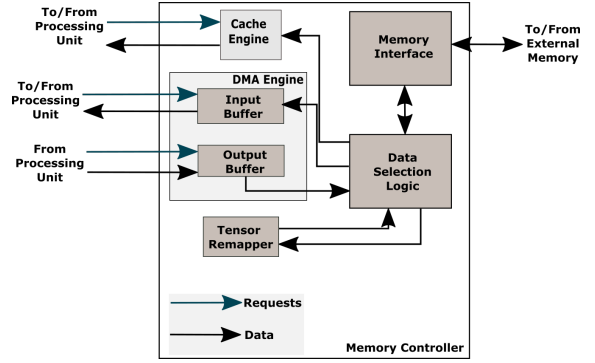 To/From
Processing
Unit
Cache
Engine
Memory
Interface
To/From
External
Memory
DMA Engine
To/From
Processing
Unit
Input
Buffer
From
Processing
Unit
Output
Buffer
Data
Selection
Logic
Tensor
Remapper
Requests
Data
Memory Controller